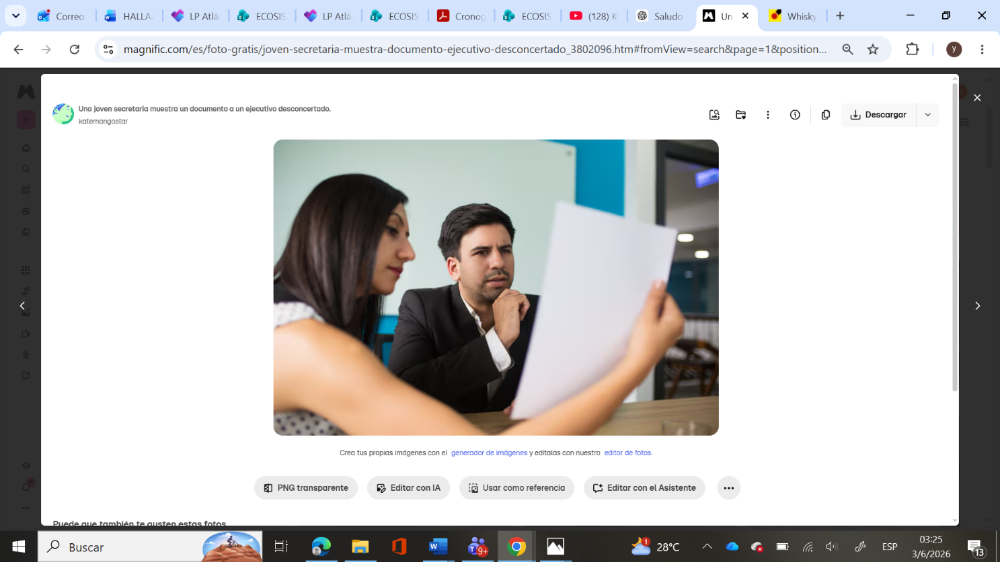 Correo:
HALLAZ
LP Atlán
ECOSIS
LP Atlán
ECOSIS
Cronog
ECOSIS
(128) K
Saludo
Un
Whisky
magnific.com/es/foto-gratis/joven-secretaria-muestra-documento-ejecutivo-desconcertado_3802096.htm#fromView=search&page=1&position...
y
Una joven secretaria muestra un documento a un ejecutivo desconcertado.
katemangostar
Descargar
Crea tus propias imágenes con el generador de imágenes y edítalas con nuestro editor de fotos.
PNG transparente
Editar con IA
Usar como referencia
Editar con el Asistente
Puede que también te gusten estas fotos
Buscar
9+
1
28°C
ESP
03:25
3/6/2026
13